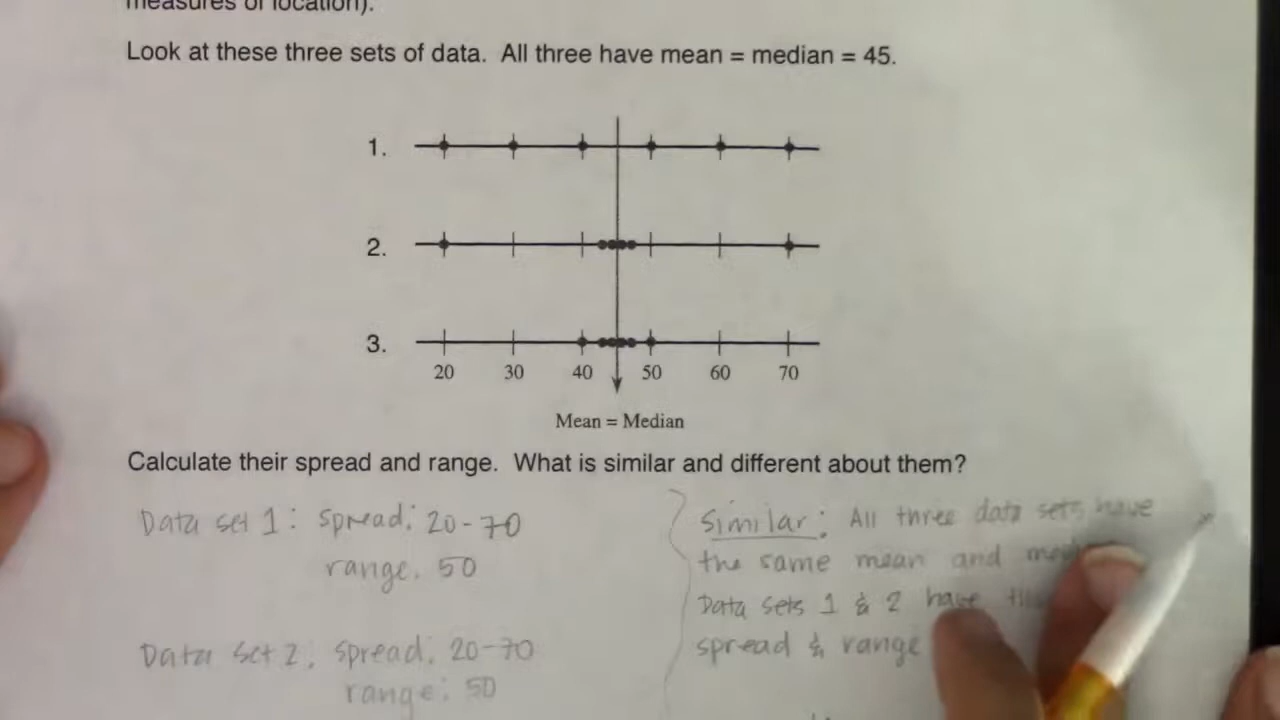 measures of location).
Look at these three sets of data. All three have mean = median = 45.
1.
2.
3.
20 30 40 50 60 70
Mean = Median
Calculate their spread and range. What is similar and different about them?
Data set 1: spread: 20-70
range. 50
Data set 2, spread. 20-70
range: 50
Similar: All three data sets have
the same mean and
Data sets 1 & 2 have
spread & range